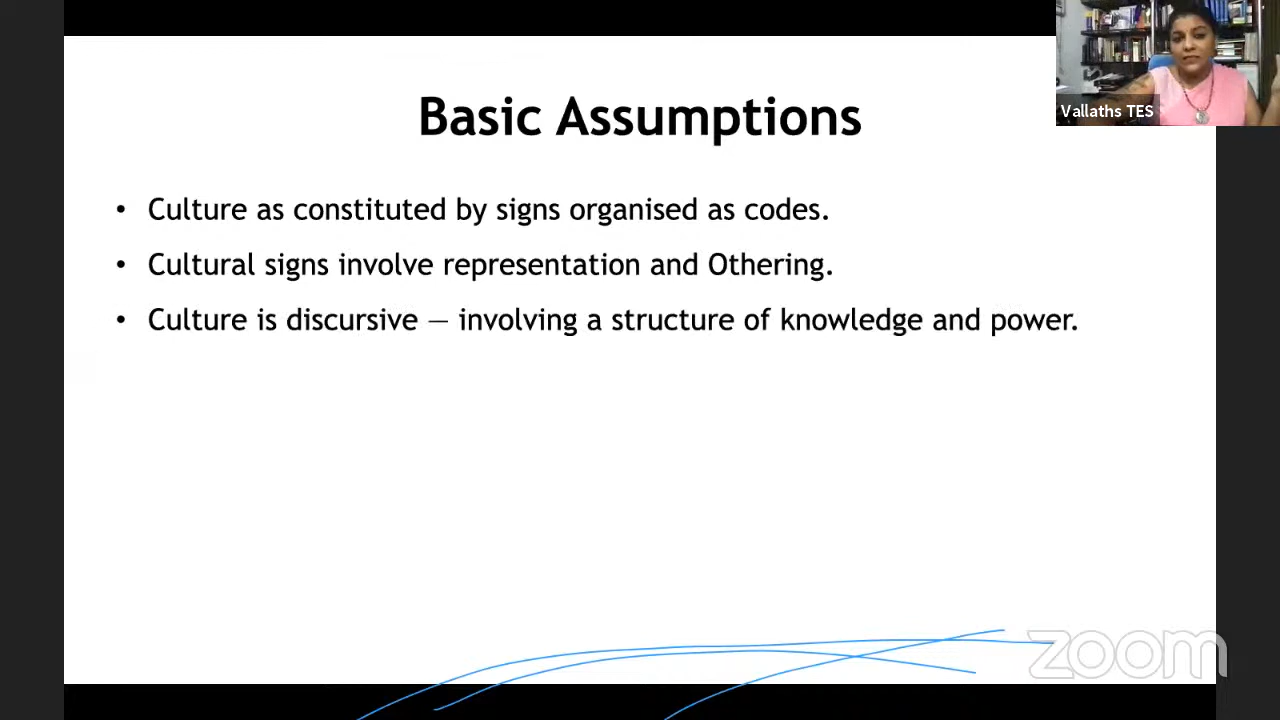 Basic Assumptions
Vallaths TES
• Culture as constituted by signs organised as codes.
• Cultural signs involve representation and Othering.
• Culture is discursive — involving a structure of knowledge and power.
zoom